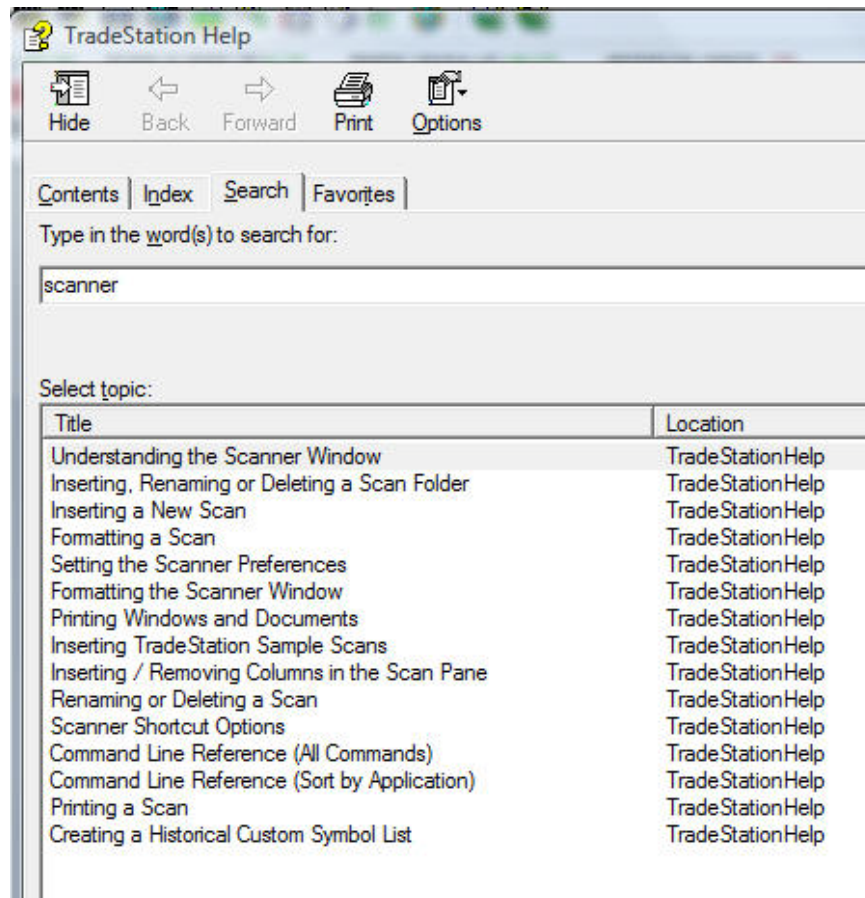 TradeStation Help
Hide Back Forward Print Options
Contents Index Search Favorites
Type in the word(s) to search for:
scanner
Select topic:
Title Location
Understanding the Scanner Window TradeStationHelp
Inserting, Renaming or Deleting a Scan Folder TradeStationHelp
Inserting a New Scan TradeStationHelp
Formatting a Scan TradeStationHelp
Setting the Scanner Preferences TradeStationHelp
Formatting the Scanner Window TradeStationHelp
Printing Windows and Documents TradeStationHelp
Inserting TradeStation Sample Scans TradeStationHelp
Inserting / Removing Columns in the Scan Pane TradeStationHelp
Renaming or Deleting a Scan TradeStationHelp
Scanner Shortcut Options TradeStationHelp
Command Line Reference (All Commands) TradeStationHelp
Command Line Reference (Sort by Application) TradeStationHelp
Printing a Scan TradeStationHelp
Creating a Historical Custom Symbol List TradeStationHelp